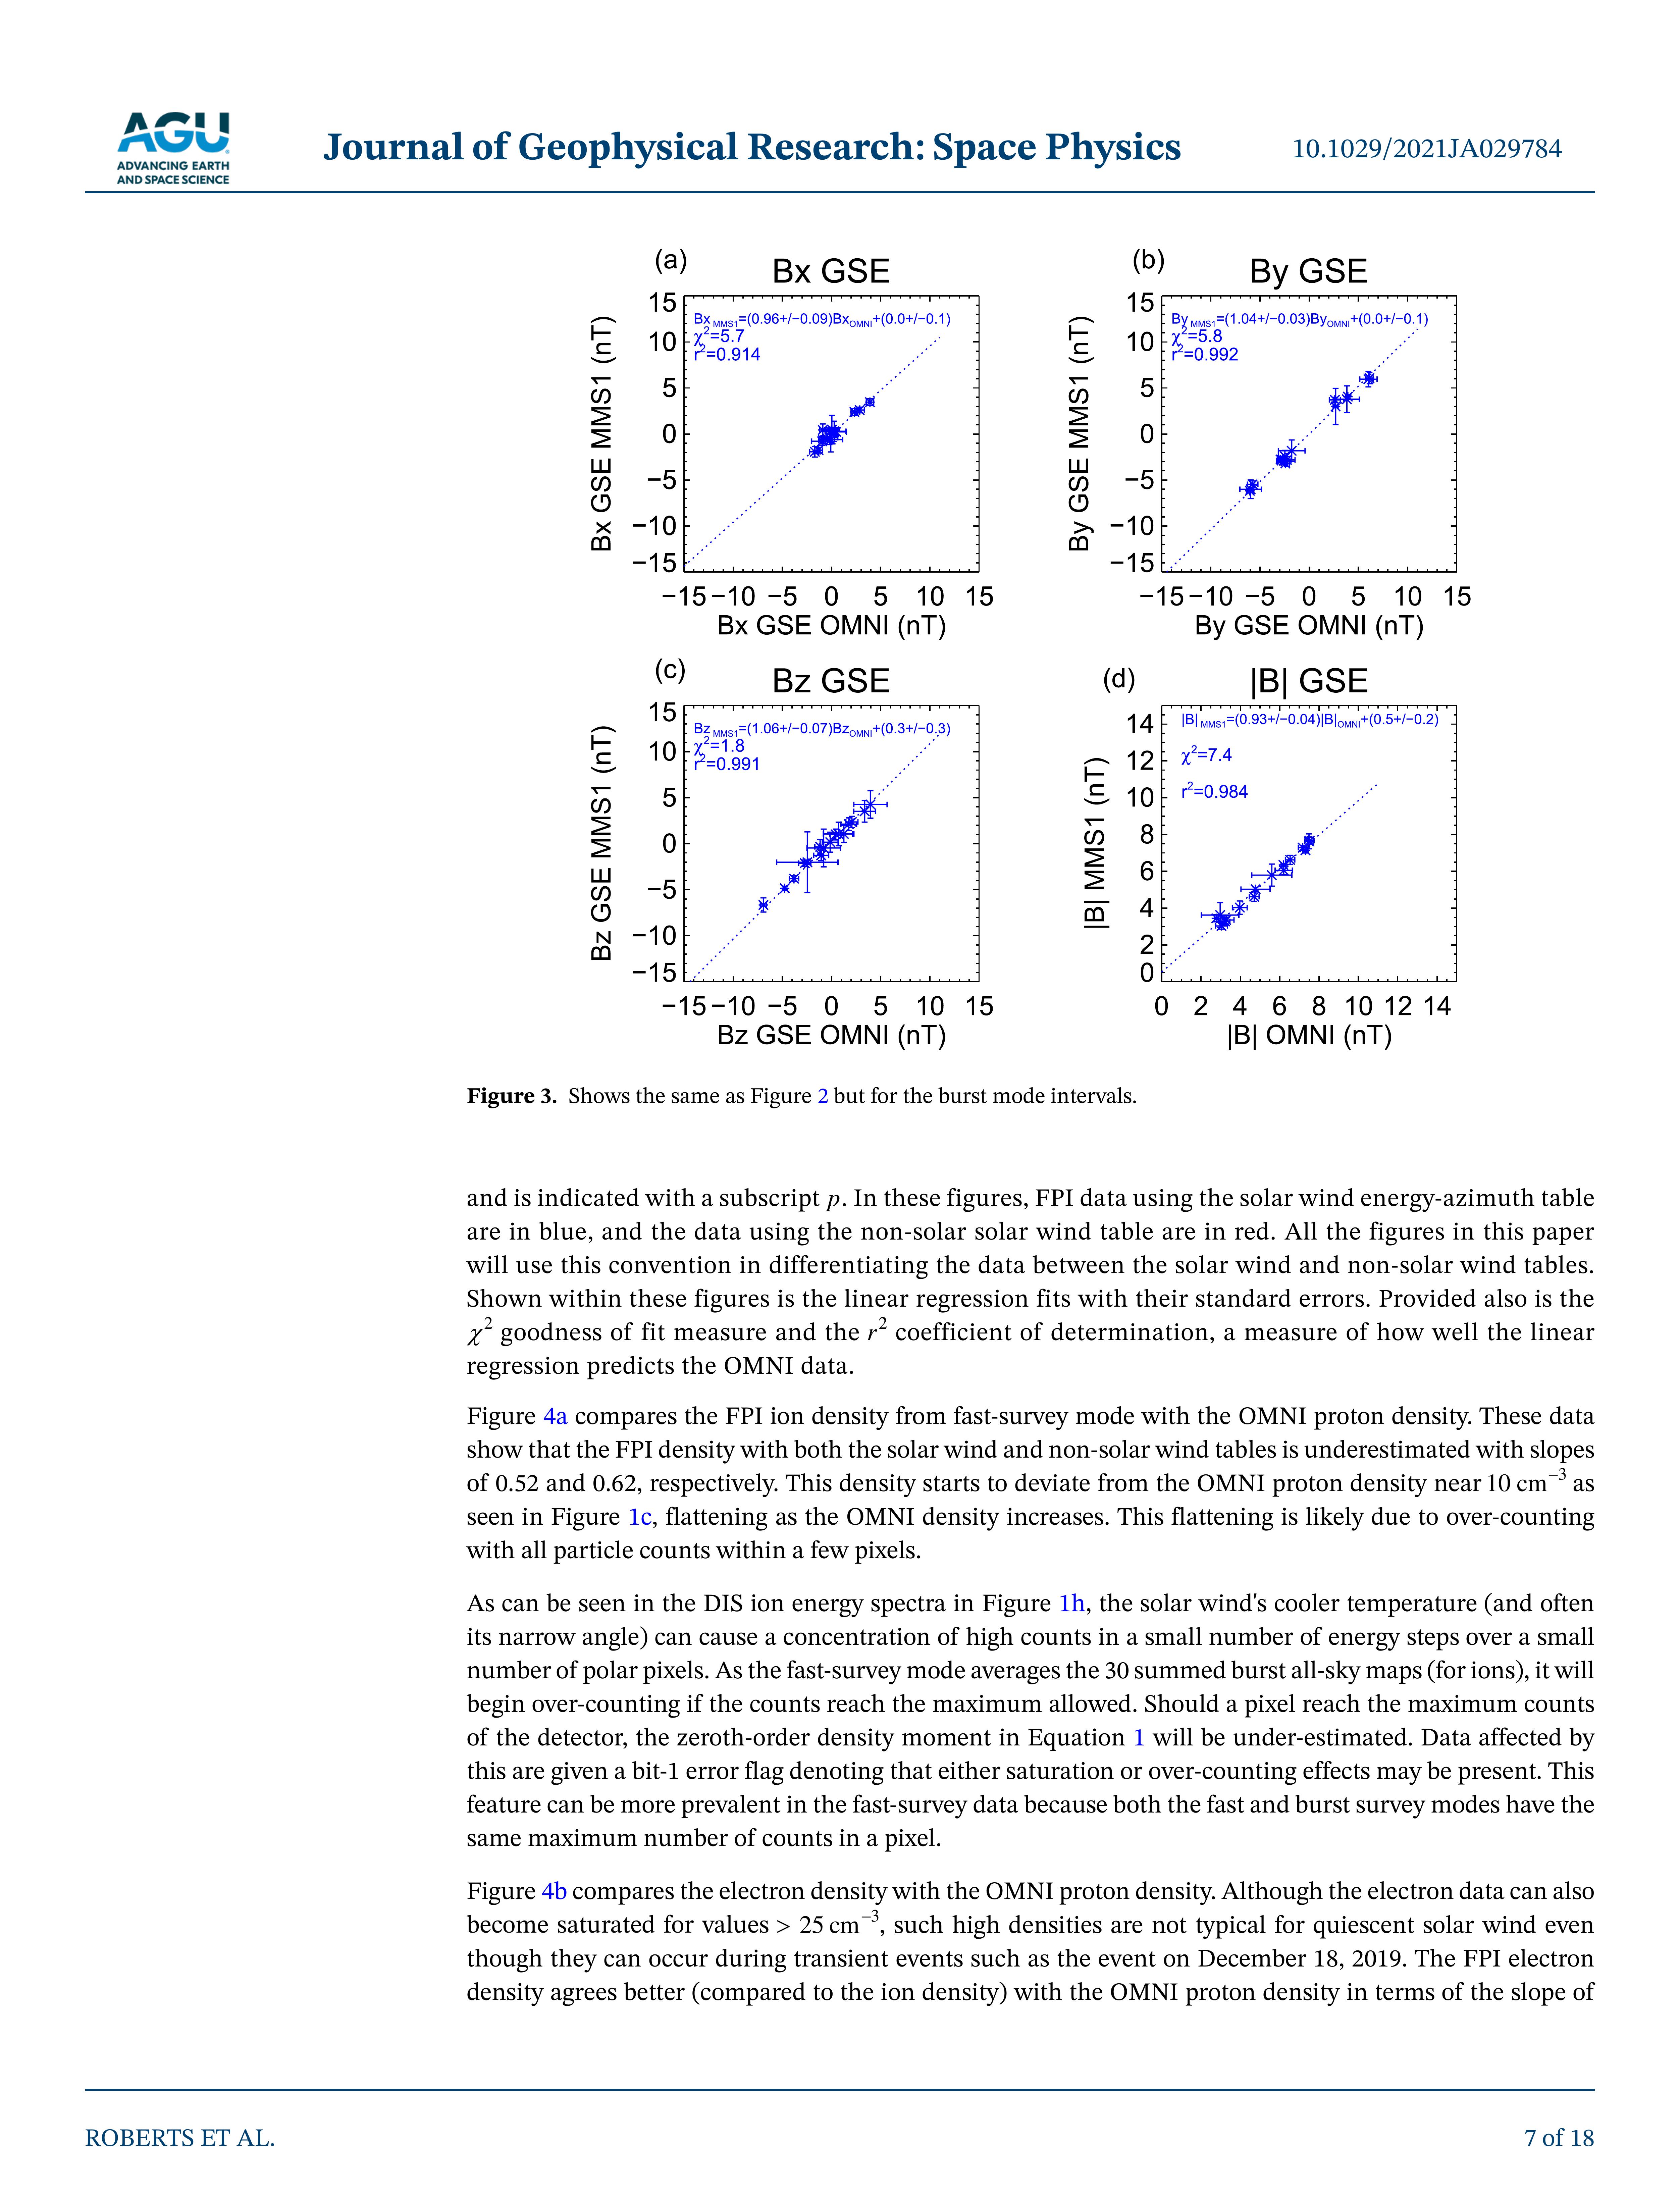 AGU
ADVANCING EARTH
AND SPACE SCIENCE
Journal of Geophysical Research: Space Physics
10.1029/2021JA029784
(a)
Bx GSE
Bx MMS1=(0.96+/−0.09)BxOMNI+(0.0+/−0.1)
χ²=5.7
r²=0.914
15
10
5
0
−5
−10
−15
Bx GSE MMS1 (nT)
−15 −10 −5 0 5 10 15
Bx GSE OMNI (nT)
(b)
By GSE
By MMS1=(1.04+/−0.03)ByOMNI+(0.0+/−0.1)
χ²=5.8
r²=0.992
15
10
5
0
−5
−10
−15
By GSE MMS1 (nT)
−15 −10 −5 0 5 10 15
By GSE OMNI (nT)
(c)
Bz GSE
Bz MMS1=(1.06+/−0.07)BzOMNI+(0.3+/−0.3)
χ²=1.8
r²=0.991
15
10
5
0
−5
−10
−15
Bz GSE MMS1 (nT)
−15 −10 −5 0 5 10 15
Bz GSE OMNI (nT)
(d)
|B| GSE
|B| MMS1=(0.93+/−0.04)|B|OMNI+(0.5+/−0.2)
χ²=7.4
r²=0.984
14
12
10
8
6
4
2
0
|B| MMS1 (nT)
0 2 4 6 8 10 12 14
|B| OMNI (nT)
Figure 3. Shows the same as Figure 2 but for the burst mode intervals.
and is indicated with a subscript p. In these figures, FPI data using the solar wind energy-azimuth table
are in blue, and the data using the non-solar solar wind table are in red. All the figures in this paper
will use this convention in differentiating the data between the solar wind and non-solar wind tables.
Shown within these figures is the linear regression fits with their standard errors. Provided also is the
χ² goodness of fit measure and the r² coefficient of determination, a measure of how well the linear
regression predicts the OMNI data.
Figure 4a compares the FPI ion density from fast-survey mode with the OMNI proton density. These data
show that the FPI density with both the solar wind and non-solar wind tables is underestimated with slopes
of 0.52 and 0.62, respectively. This density starts to deviate from the OMNI proton density near 10 cm⁻³ as
seen in Figure 1c, flattening as the OMNI density increases. This flattening is likely due to over-counting
with all particle counts within a few pixels.
As can be seen in the DIS ion energy spectra in Figure 1h, the solar wind's cooler temperature (and often
its narrow angle) can cause a concentration of high counts in a small number of energy steps over a small
number of polar pixels. As the fast-survey mode averages the 30 summed burst all-sky maps (for ions), it will
begin over-counting if the counts reach the maximum allowed. Should a pixel reach the maximum counts
of the detector, the zeroth-order density moment in Equation 1 will be under-estimated. Data affected by
this are given a bit-1 error flag denoting that either saturation or over-counting effects may be present. This
feature can be more prevalent in the fast-survey data because both the fast and burst survey modes have the
same maximum number of counts in a pixel.
Figure 4b compares the electron density with the OMNI proton density. Although the electron data can also
become saturated for values > 25 cm⁻³, such high densities are not typical for quiescent solar wind even
though they can occur during transient events such as the event on December 18, 2019. The FPI electron
density agrees better (compared to the ion density) with the OMNI proton density in terms of the slope of
ROBERTS ET AL.
7 of 18